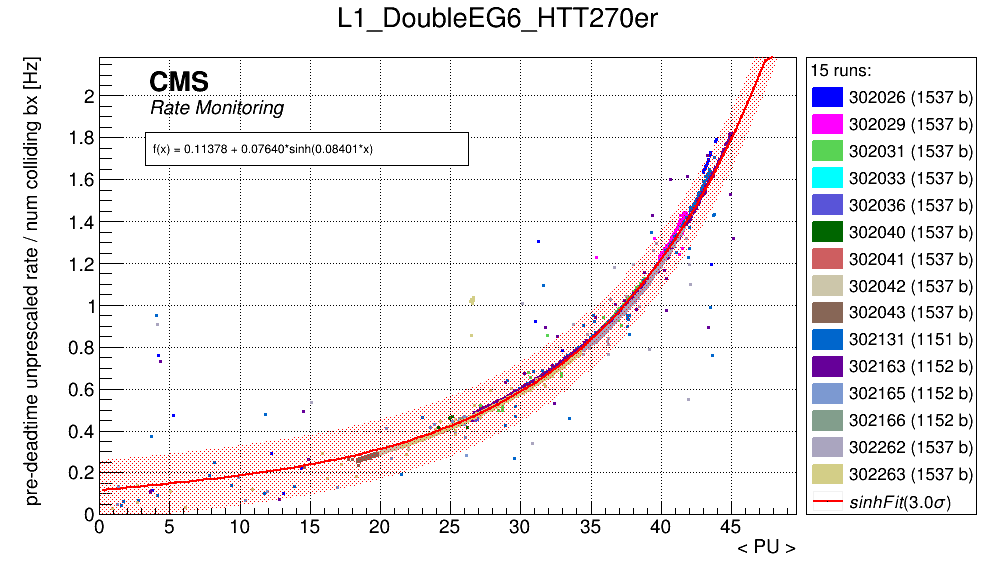 L1_DoubleEG6_HTT270er
pre-deadtime unprescaled rate / num colliding bx [Hz]
CMS
Rate Monitoring
f(x) = 0.11378 + 0.07640*sinh(0.08401*x)
2
1.8
1.6
1.4
1.2
1
0.8
0.6
0.4
0.2
0
0 5 10 15 20 25 30 35 40 45
< PU >
15 runs:
302026 (1537 b)
302029 (1537 b)
302031 (1537 b)
302033 (1537 b)
302036 (1537 b)
302040 (1537 b)
302041 (1537 b)
302042 (1537 b)
302043 (1537 b)
302131 (1151 b)
302163 (1152 b)
302165 (1152 b)
302166 (1152 b)
302262 (1537 b)
302263 (1537 b)
sinhFit(3.0σ)